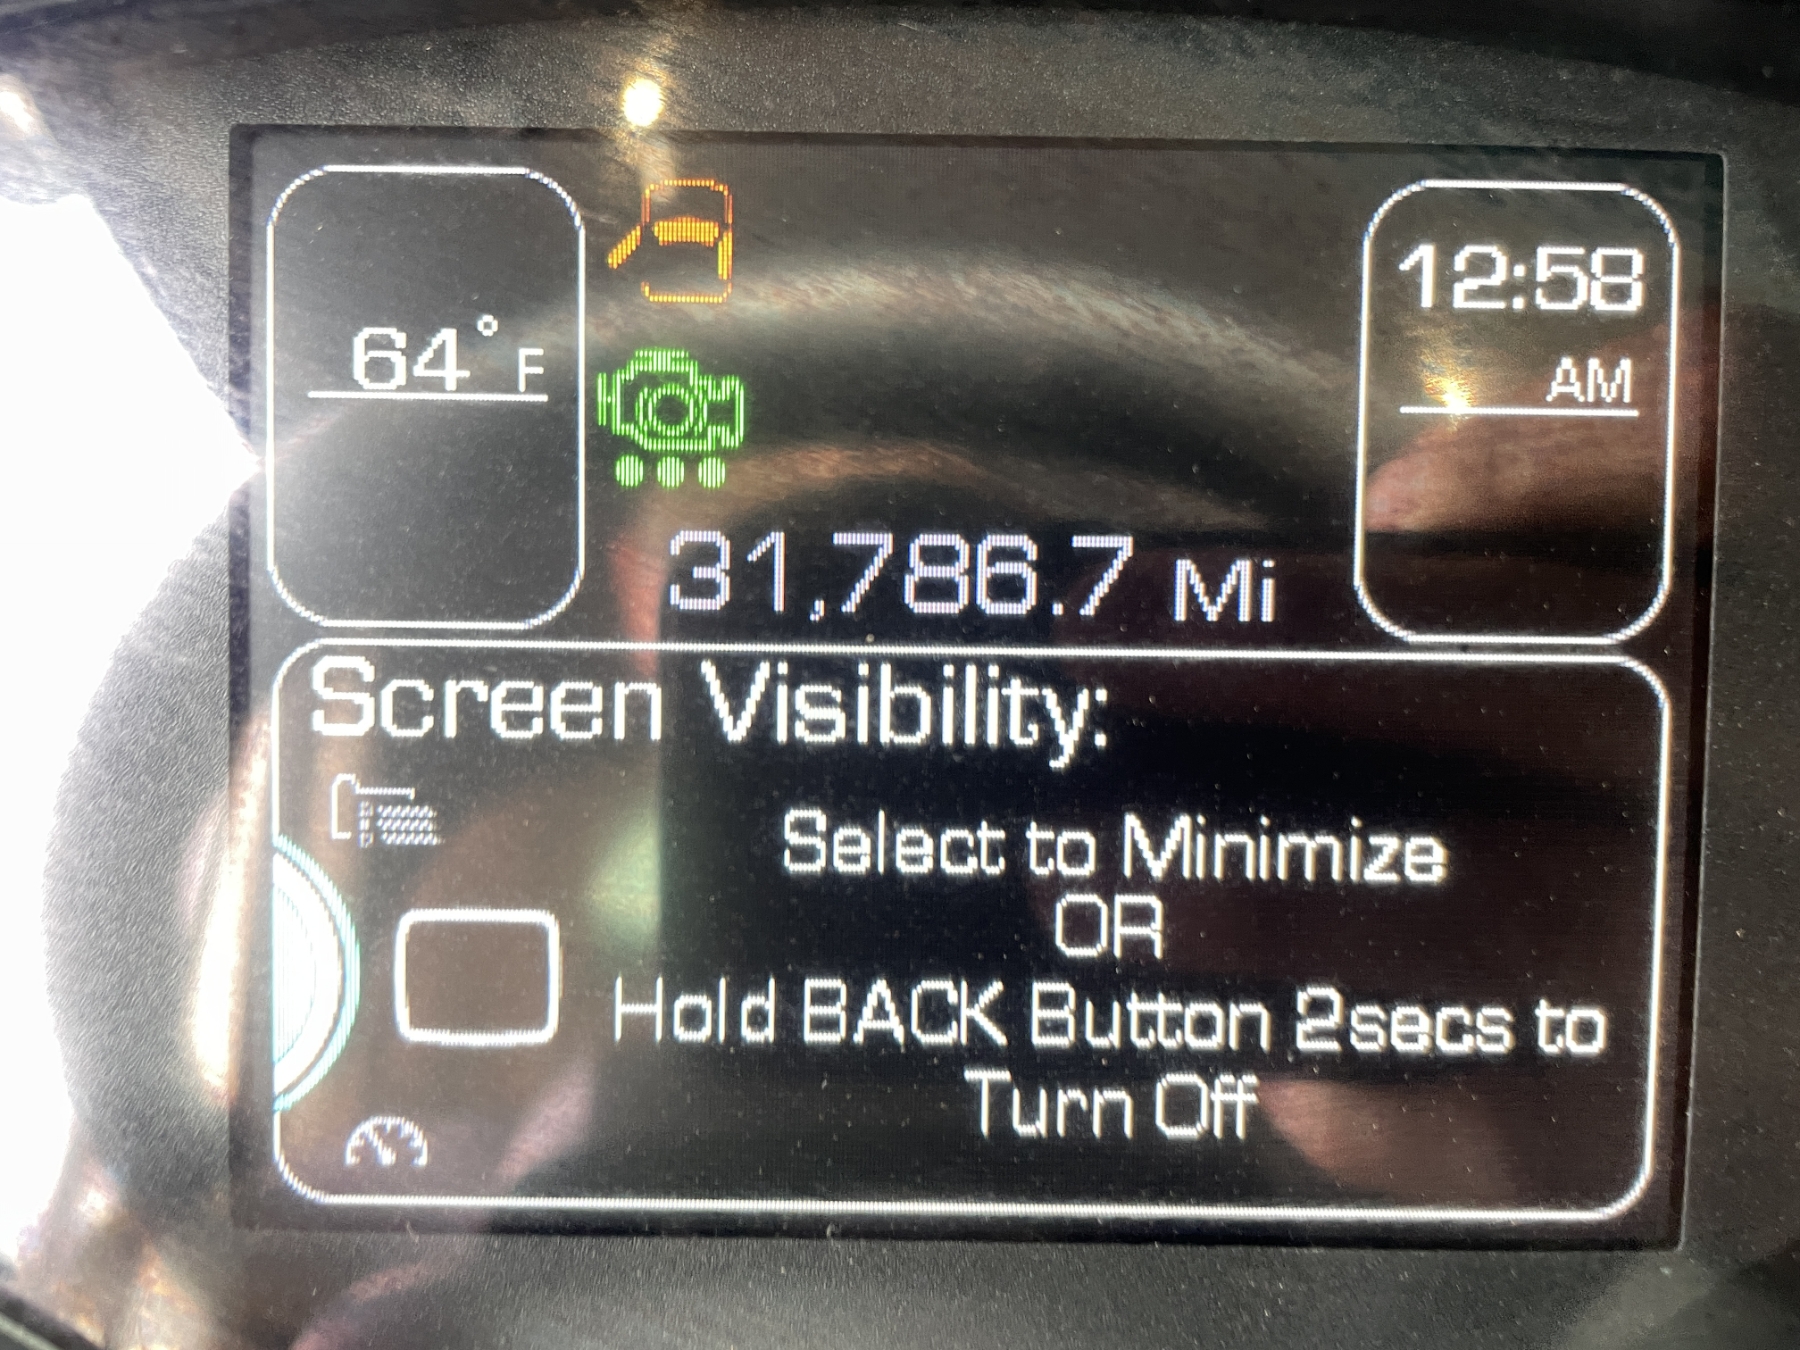 64° F
12:58
AM
31,786.7 Mi
Screen Visibility:
Select to Minimize
OR
Hold BACK Button 2secs to
Turn Off